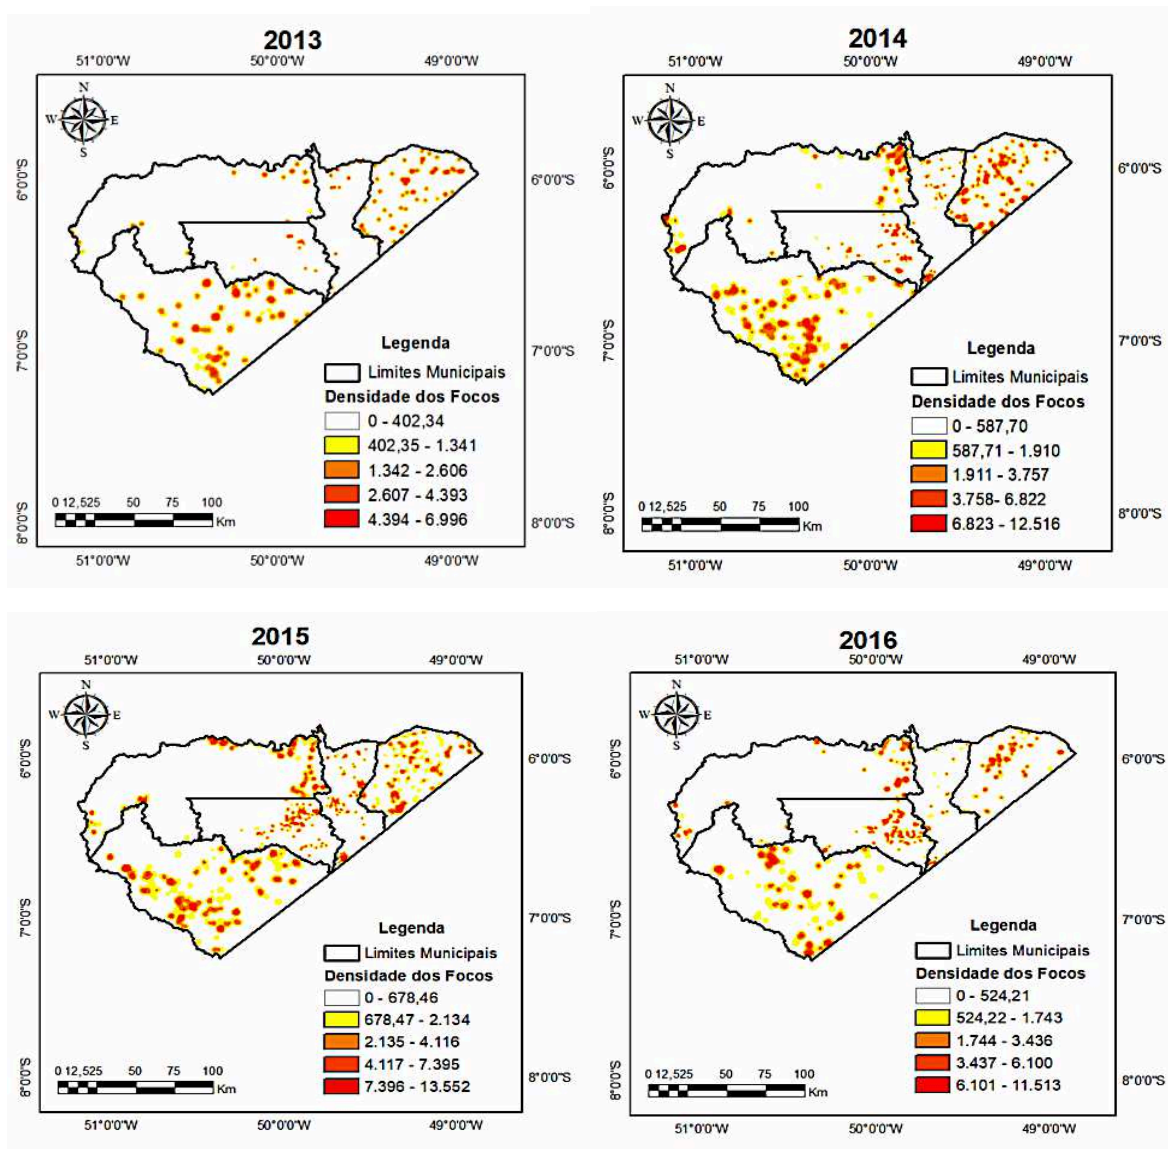 2013
51°0'0"W 50°0'0"W 49°0'0"W
N
W E
S
6°0'0"S 6°0'0"S
7°0'0"S 7°0'0"S
8°0'0"S 8°0'0"S
Legenda
Limites Municipais
Densidade dos Focos
0 - 402,34
402,35 - 1.341
1.342 - 2.606
2.607 - 4.393
4.394 - 6.996
0 12,525 50 75 100
Km
51°0'0"W 50°0'0"W 49°0'0"W
2014
51°0'0"W 50°0'0"W 49°0'0"W
N
W E
S
6°0'0"S 6°0'0"S
7°0'0"S 7°0'0"S
8°0'0"S 8°0'0"S
Legenda
Limites Municipais
Densidade dos Focos
0 - 587,70
587,71 - 1.910
1.911 - 3.757
3.758- 6.822
6.823 - 12.516
0 12,525 50 75 100
Km
51°0'0"W 50°0'0"W 49°0'0"W
2015
51°0'0"W 50°0'0"W 49°0'0"W
N
W E
S
6°0'0"S 6°0'0"S
7°0'0"S 7°0'0"S
8°0'0"S 8°0'0"S
Legenda
Limites Municipais
Densidade dos Focos
0 - 678,46
678,47 - 2.134
2.135 - 4.116
4.117 - 7.395
7.396 - 13.552
0 12,525 50 75 100
Km
51°0'0"W 50°0'0"W 49°0'0"W
2016
51°0'0"W 50°0'0"W 49°0'0"W
N
W E
S
6°0'0"S 6°0'0"S
7°0'0"S 7°0'0"S
8°0'0"S 8°0'0"S
Legenda
Limites Municipais
Densidade dos Focos
0 - 524,21
524,22 - 1.743
1.744 - 3.436
3.437 - 6.100
6.101 - 11.513
0 12,525 50 75 100
Km
51°0'0"W 50°0'0"W 49°0'0"W